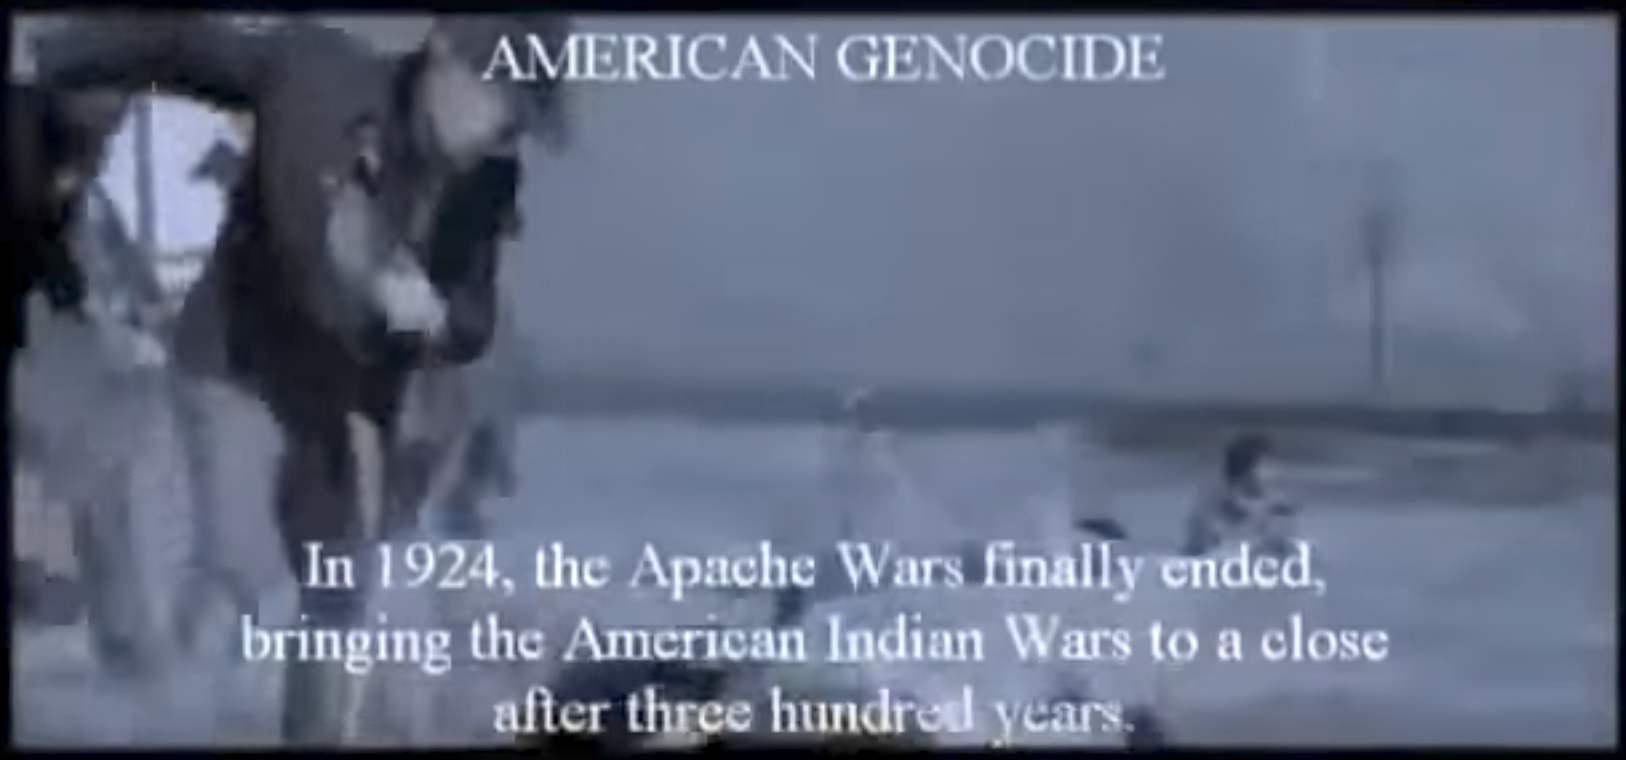 AMERICAN GENOCIDE
In 1924, the Apache Wars finally ended,
bringing the American Indian Wars to a close
after three hundred years.